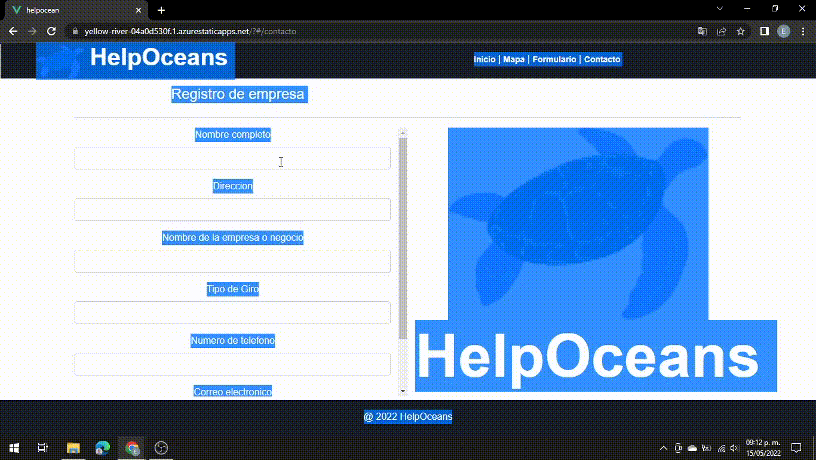 helpocean
yellow-river-04a0d530f.1.azurestaticapps.net/?#/contacto
E
HelpOceans
Inicio | Mapa | Formulario | Contacto
Registro de empresa
Nombre completo
Direccion
Nombre de la empresa o negocio
Tipo de Giro
Numero de telefono
Correo electronico
HelpOceans
@ 2022 HelpOceans
09:12 p. m.
15/05/2022